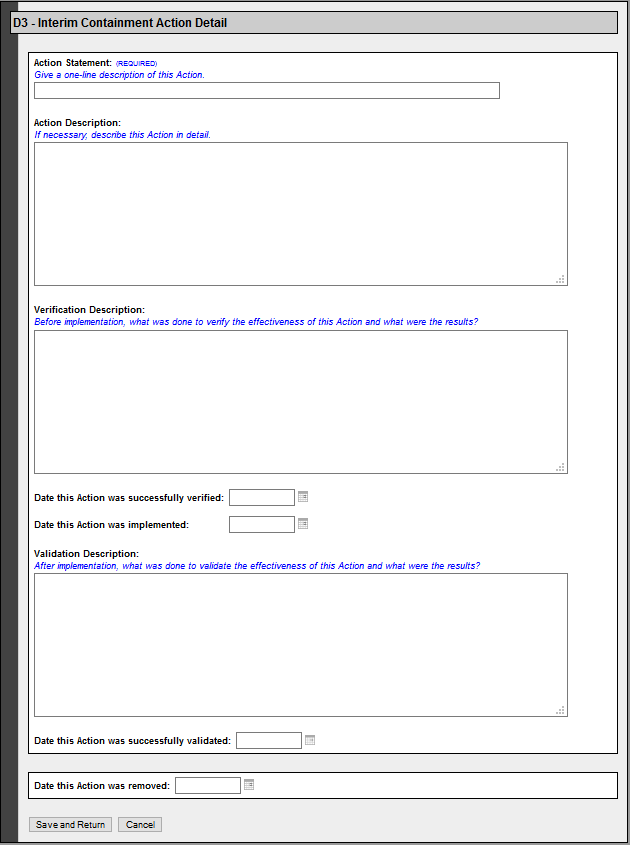 D3 - Interim Containment Action Detail
Action Statement: (REQUIRED)
Give a one-line description of this Action.
Action Description:
If necessary, describe this Action in detail.
Verification Description:
Before implementation, what was done to verify the effectiveness of this Action and what were the results?
Date this Action was successfully verified:
Date this Action was implemented:
Validation Description:
After implementation, what was done to validate the effectiveness of this Action and what were the results?
Date this Action was successfully validated:
Date this Action was removed:
Save and Return Cancel